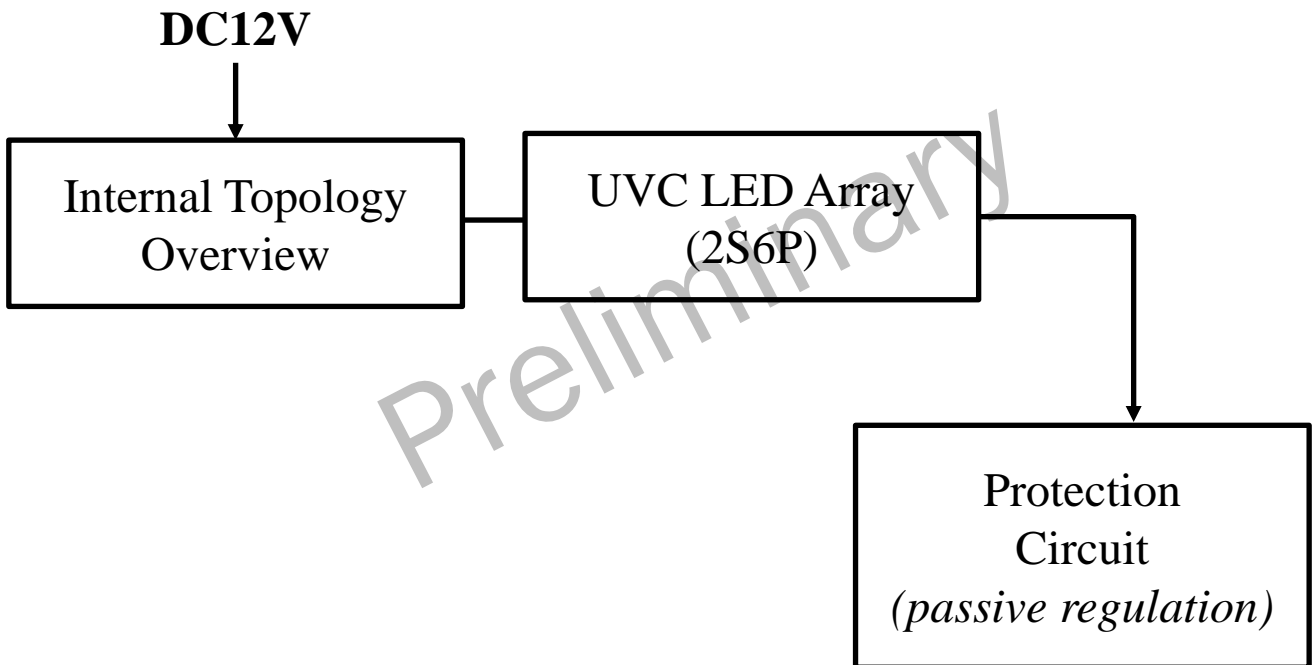 DC12V
Internal Topology
Overview
UVC LED Array
(2S6P)
Preliminary
Protection
Circuit
(passive regulation)